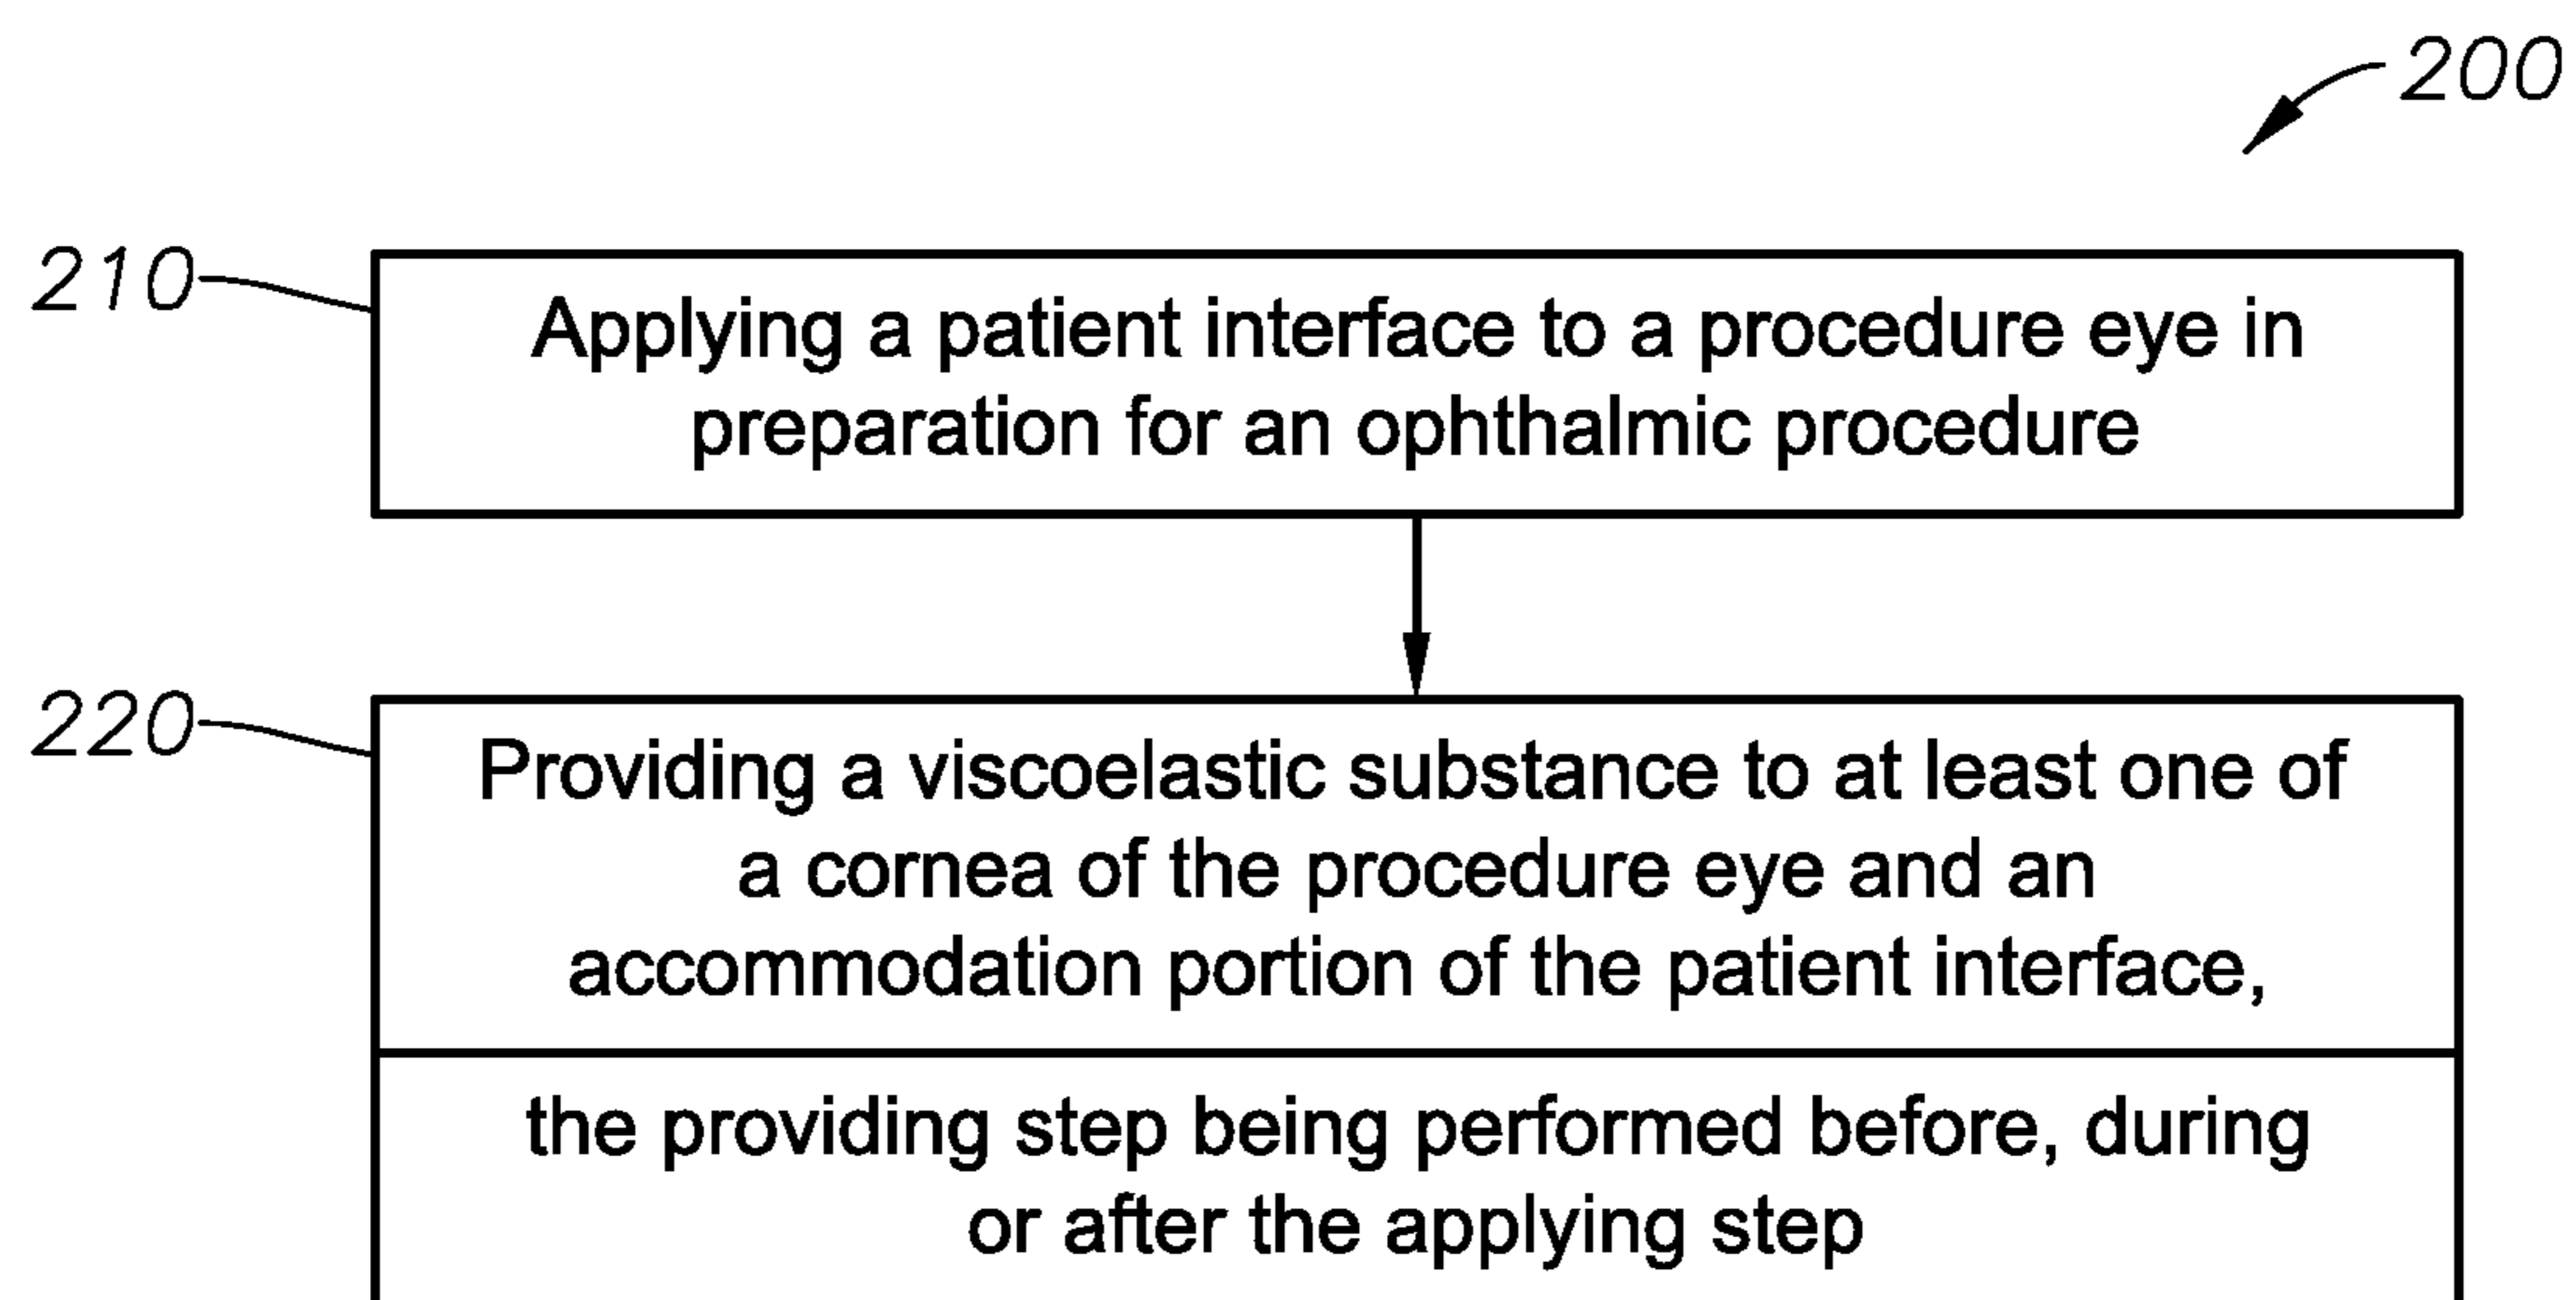 200
210
Applying a patient interface to a procedure eye in
preparation for an ophthalmic procedure
220
Providing a viscoelastic substance to at least one of
a cornea of the procedure eye and an
accommodation portion of the patient interface,
the providing step being performed before, during
or after the applying step